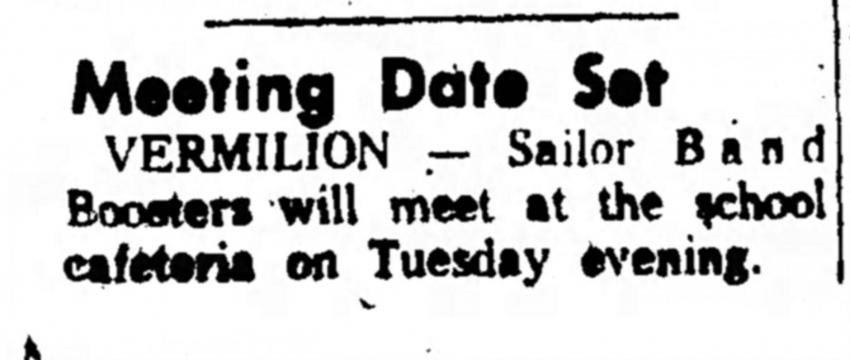 Meeting Date Set
VERMILION — Sailor Band
Boosters will meet at the school
cafeteria on Tuesday evening.